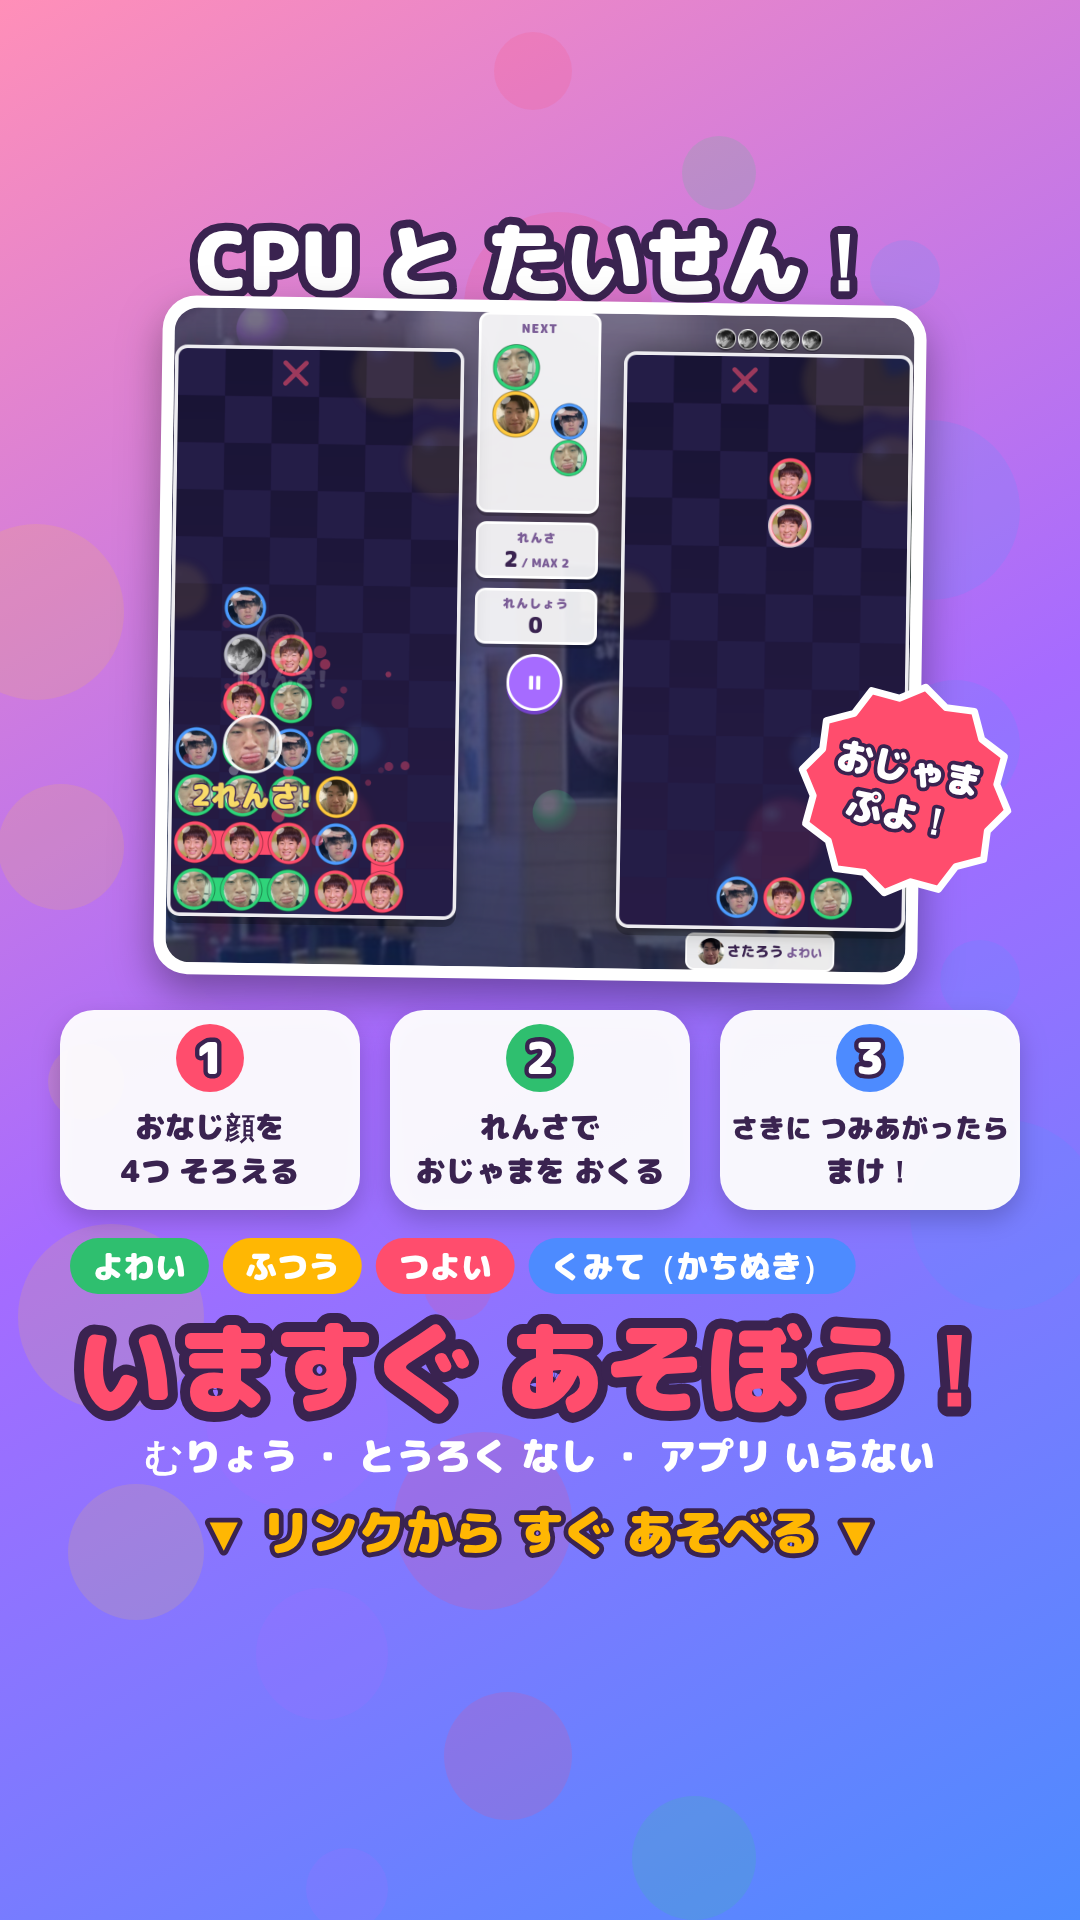 CPU と たいせん！
NEXT
れんさ
2 / MAX 2
れんしょう
0
2れんさ!
おじゃま
ぷよ！
さたろう よわい
1
おなじ顔を
4つ そろえる
2
れんさで
おじゃまを おくる
3
さきに つみあがったら
まけ！
よわい
ふつう
つよい
くみて（かちぬき）
いますぐ あそぼう！
むりょう ・ とうろく なし ・ アプリ いらない
▼ リンクから すぐ あそべる ▼